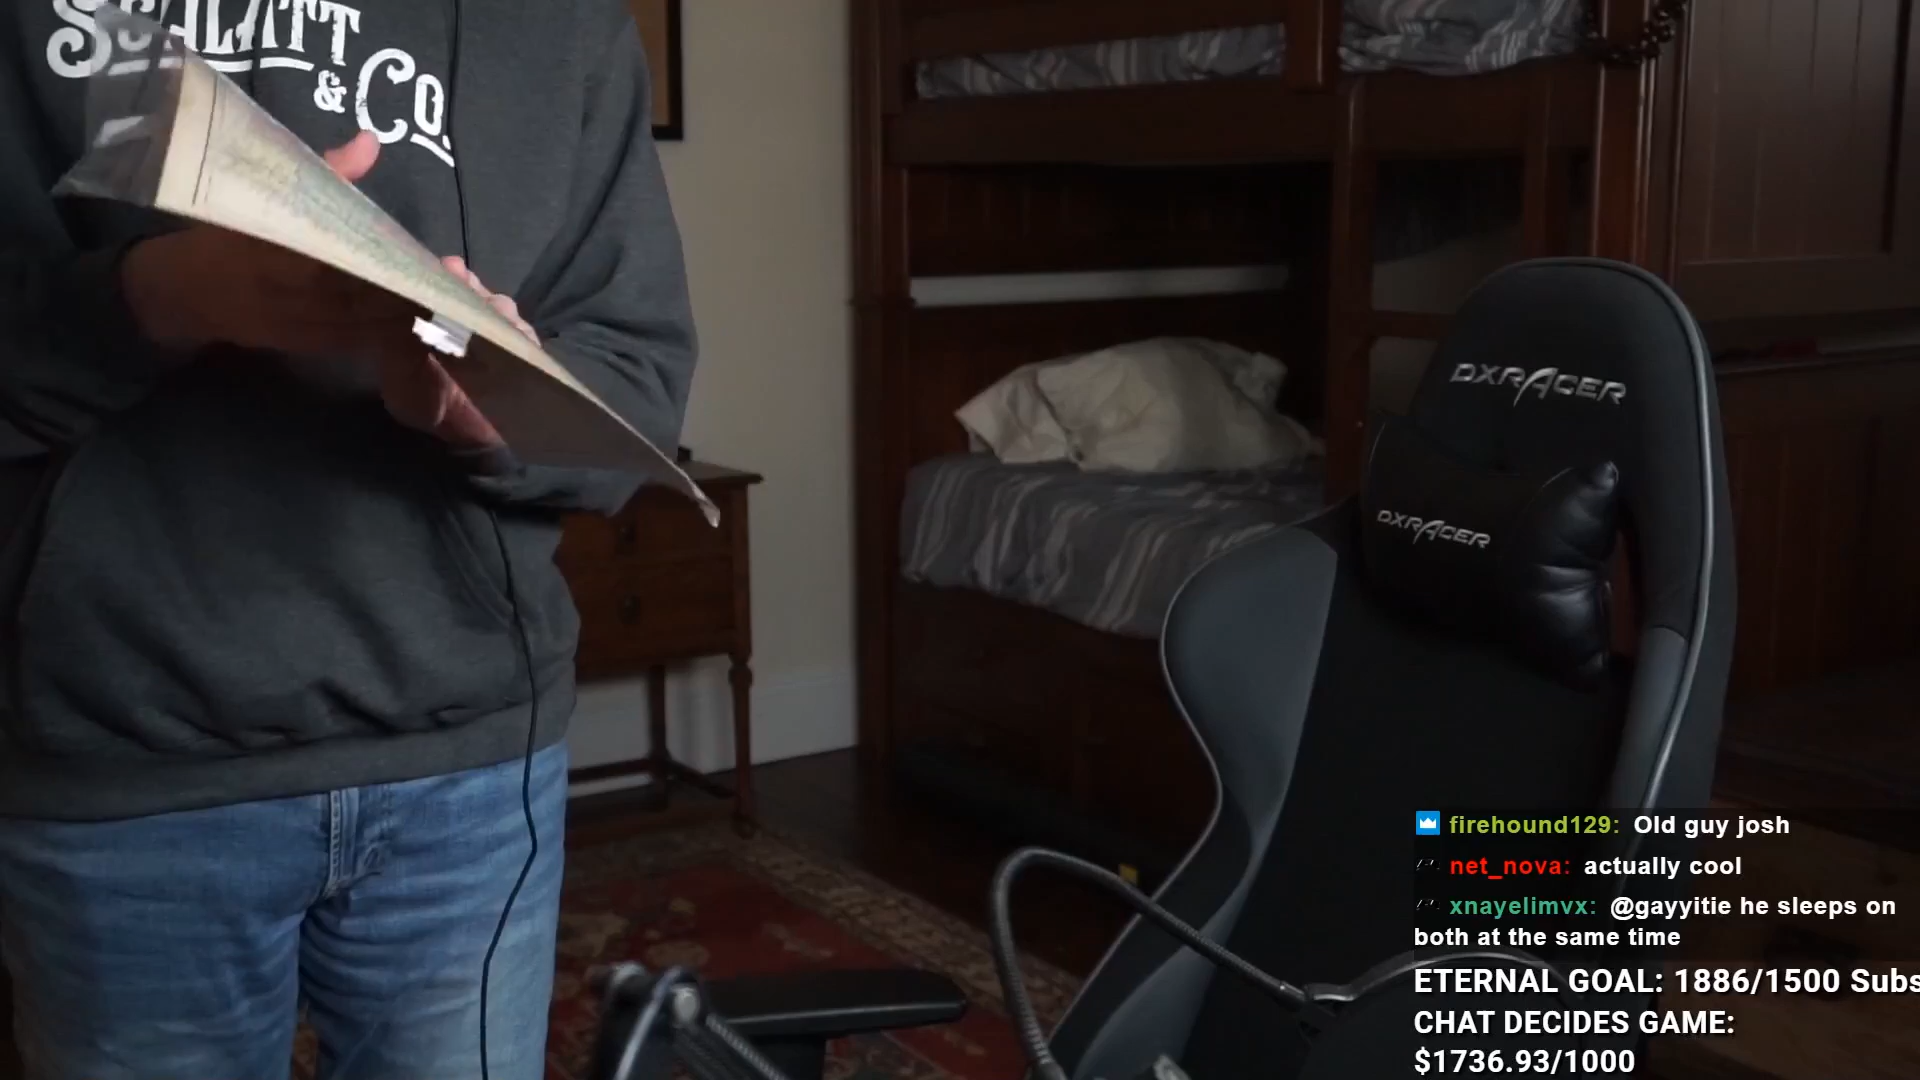 SCHLATT
& CO.
DXRACER
DXRACER
firehound129: Old guy josh
net_nova: actually cool
xnayelimvx: @gayyitie he sleeps on
both at the same time
ETERNAL GOAL: 1886/1500 Subs
CHAT DECIDES GAME:
$1736.93/1000